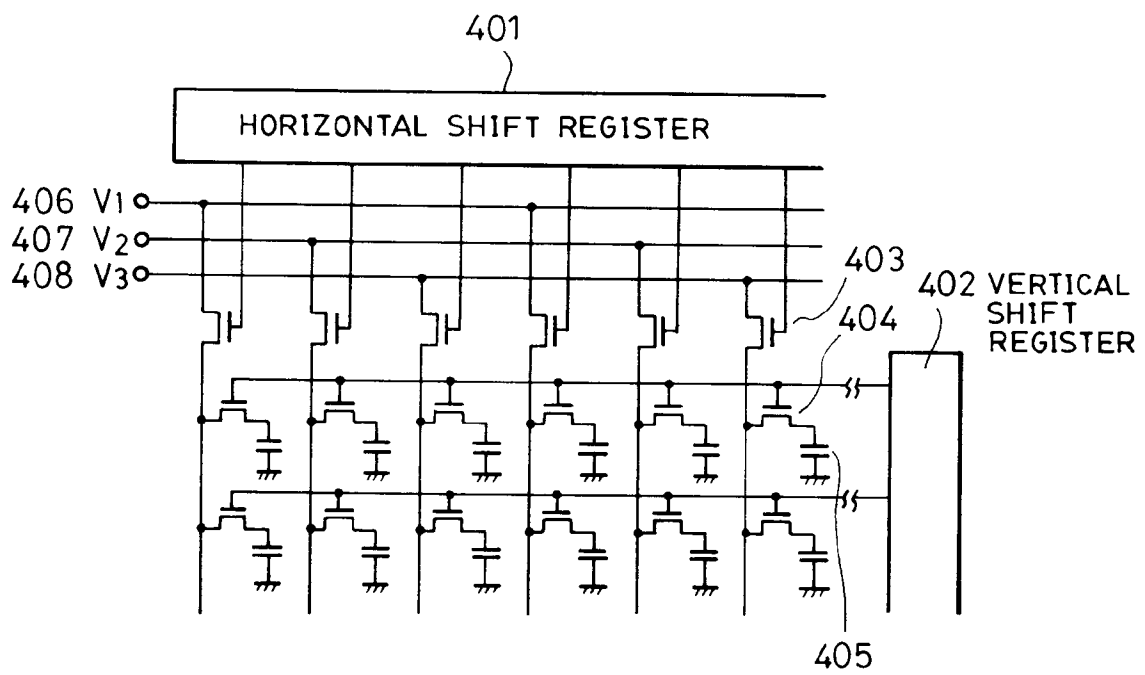 401
HORIZONTAL SHIFT REGISTER
406 V1
407 V2
408 V3
403
402 VERTICAL
SHIFT
REGISTER
404
405